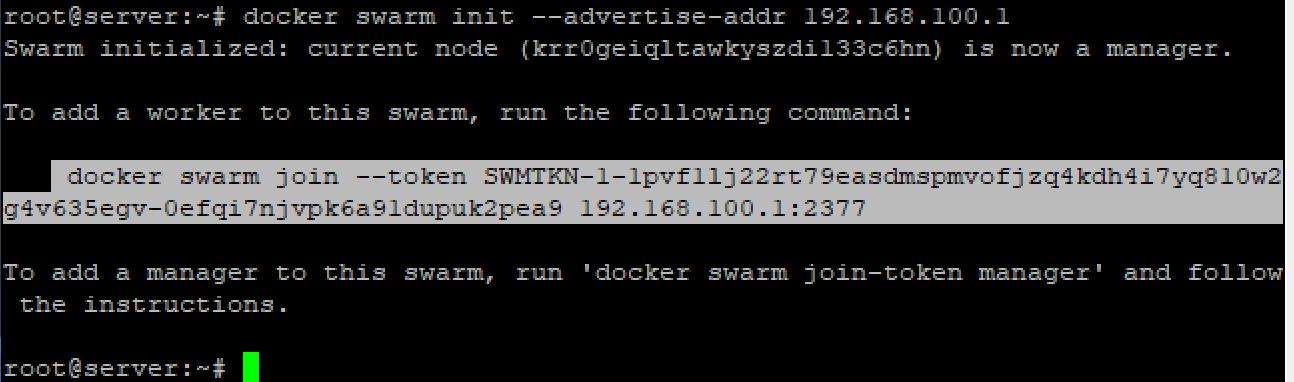 root@server:~# docker swarm init --advertise-addr 192.168.100.1
Swarm initialized: current node (krr0geiqltawkyszdil33c6hn) is now a manager.
To add a worker to this swarm, run the following command:
docker swarm join --token SWMTKN-1-1pvf1lj22rt79easdmspmvofjzq4kdh4i7yq8l0w2
g4v635egv-0efqi7njvpk6a9ldupuk2pea9 192.168.100.1:2377
To add a manager to this swarm, run 'docker swarm join-token manager' and follow
the instructions.
root@server:~#